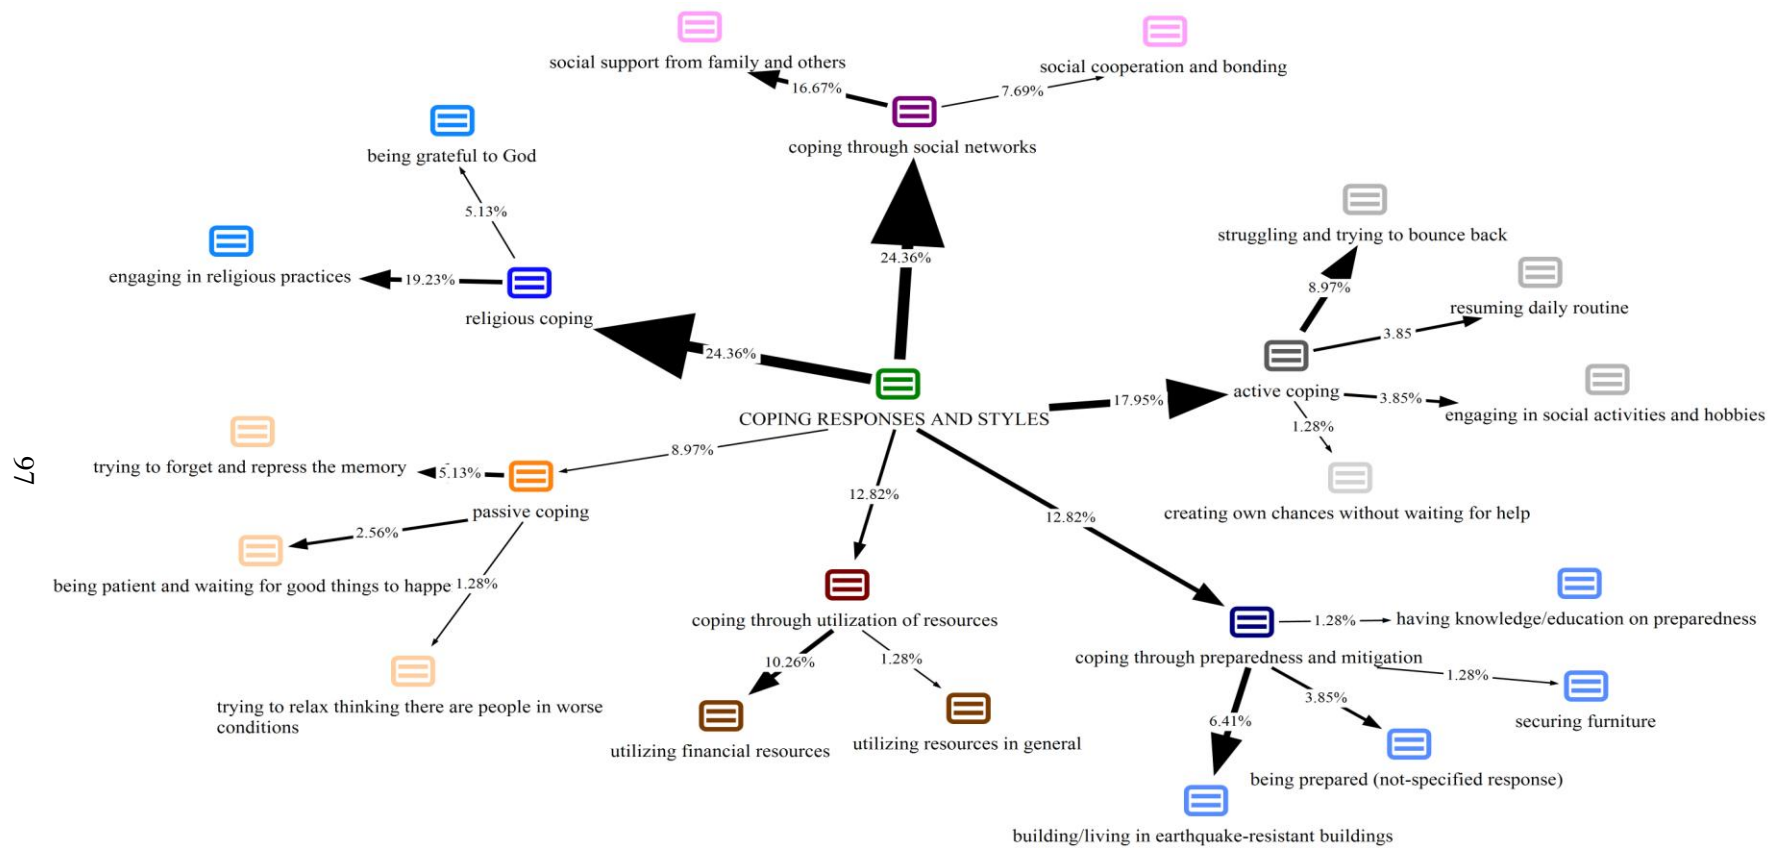 social support from family and others
social cooperation and bonding
16.67%
7.69%
coping through social networks
being grateful to God
5.13%
engaging in religious practices
19.23%
religious coping
24.36%
24.36%
struggling and trying to bounce back
8.97%
resuming daily routine
3.85
active coping
17.95%
3.85%
engaging in social activities and hobbies
1.28%
creating own chances without waiting for help
COPING RESPONSES AND STYLES
8.97%
trying to forget and repress the memory
5.13%
passive coping
2.56%
being patient and waiting for good things to happe
1.28%
trying to relax thinking there are people in worse
conditions
12.82%
coping through utilization of resources
10.26%
1.28%
utilizing financial resources
utilizing resources in general
12.82%
coping through preparedness and mitigation
1.28%
having knowledge/education on preparedness
1.28%
securing furniture
3.85%
being prepared (not-specified response)
6.41%
building/living in earthquake-resistant buildings
97